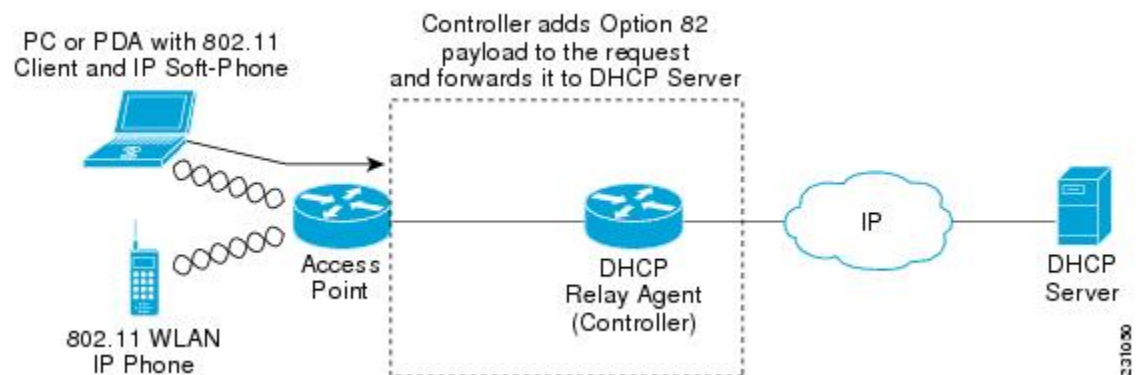 Controller adds Option 82
payload to the request
and forwards it to DHCP Server
PC or PDA with 802.11
Client and IP Soft-Phone
Access
Point
802.11 WLAN
IP Phone
DHCP
Relay Agent
(Controller)
IP
DHCP
Server
231050